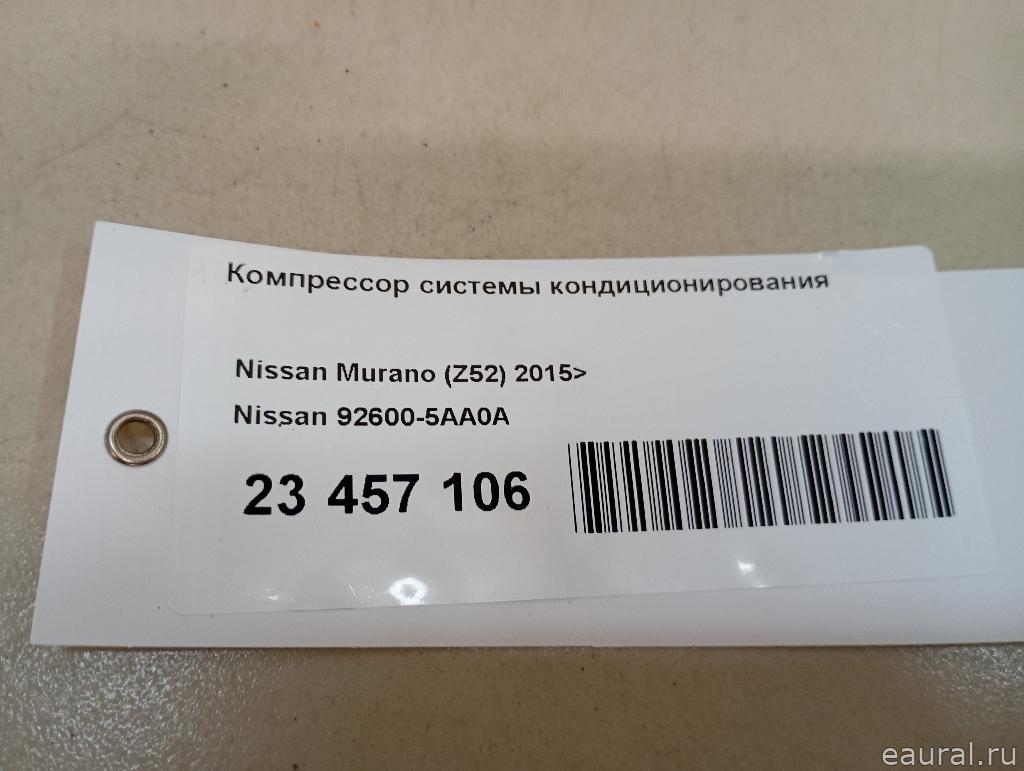 Компрессор системы кондиционирования
Nissan Murano (Z52) 2015>
Nissan 92600-5AA0A
23 457 106
eaural.ru